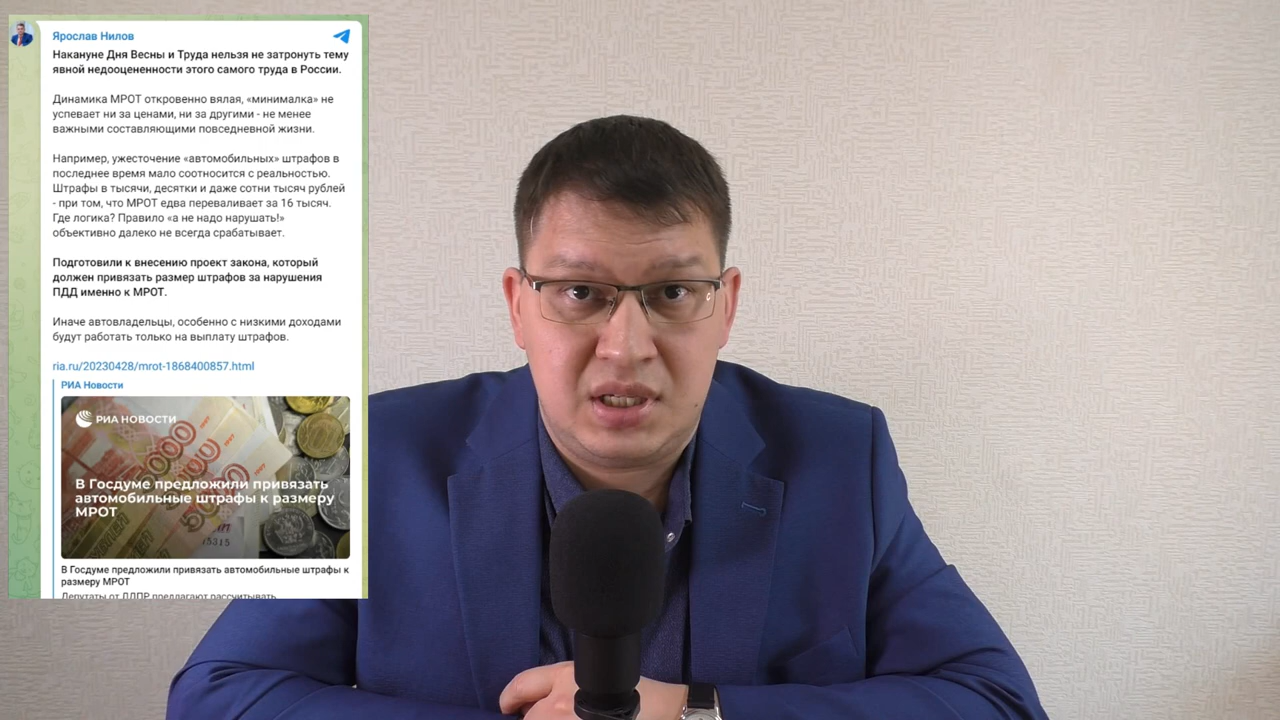 Ярослав Нилов
Накануне Дня Весны и Труда нельзя не затронуть тему
явной недооцененности этого самого труда в России.
Динамика МРОТ откровенно вялая, «минималка» не
успевает ни за ценами, ни за другими - не менее
важными составляющими повседневной жизни.
Например, ужесточение «автомобильных» штрафов в
последнее время мало соотносится с реальностью.
Штрафы в тысячи, десятки и даже сотни тысяч рублей
- при том, что МРОТ едва переваливает за 16 тысяч.
Где логика? Правило «а не надо нарушать!»
объективно далеко не всегда срабатывает.
Подготовили к внесению проект закона, который
должен привязать размер штрафов за нарушения
ПДД именно к МРОТ.
Иначе автовладельцы, особенно с низкими доходами
будут работать только на выплату штрафов.
ria.ru/20230428/mrot-1868400857.html
РИА Новости
РИА НОВОСТИ
В Госдуме предложили привязать
автомобильные штрафы к размеру
МРОТ
В Госдуме предложили привязать автомобильные штрафы к
размеру МРОТ
Депутаты от ЛДПР предлагают рассчитывать